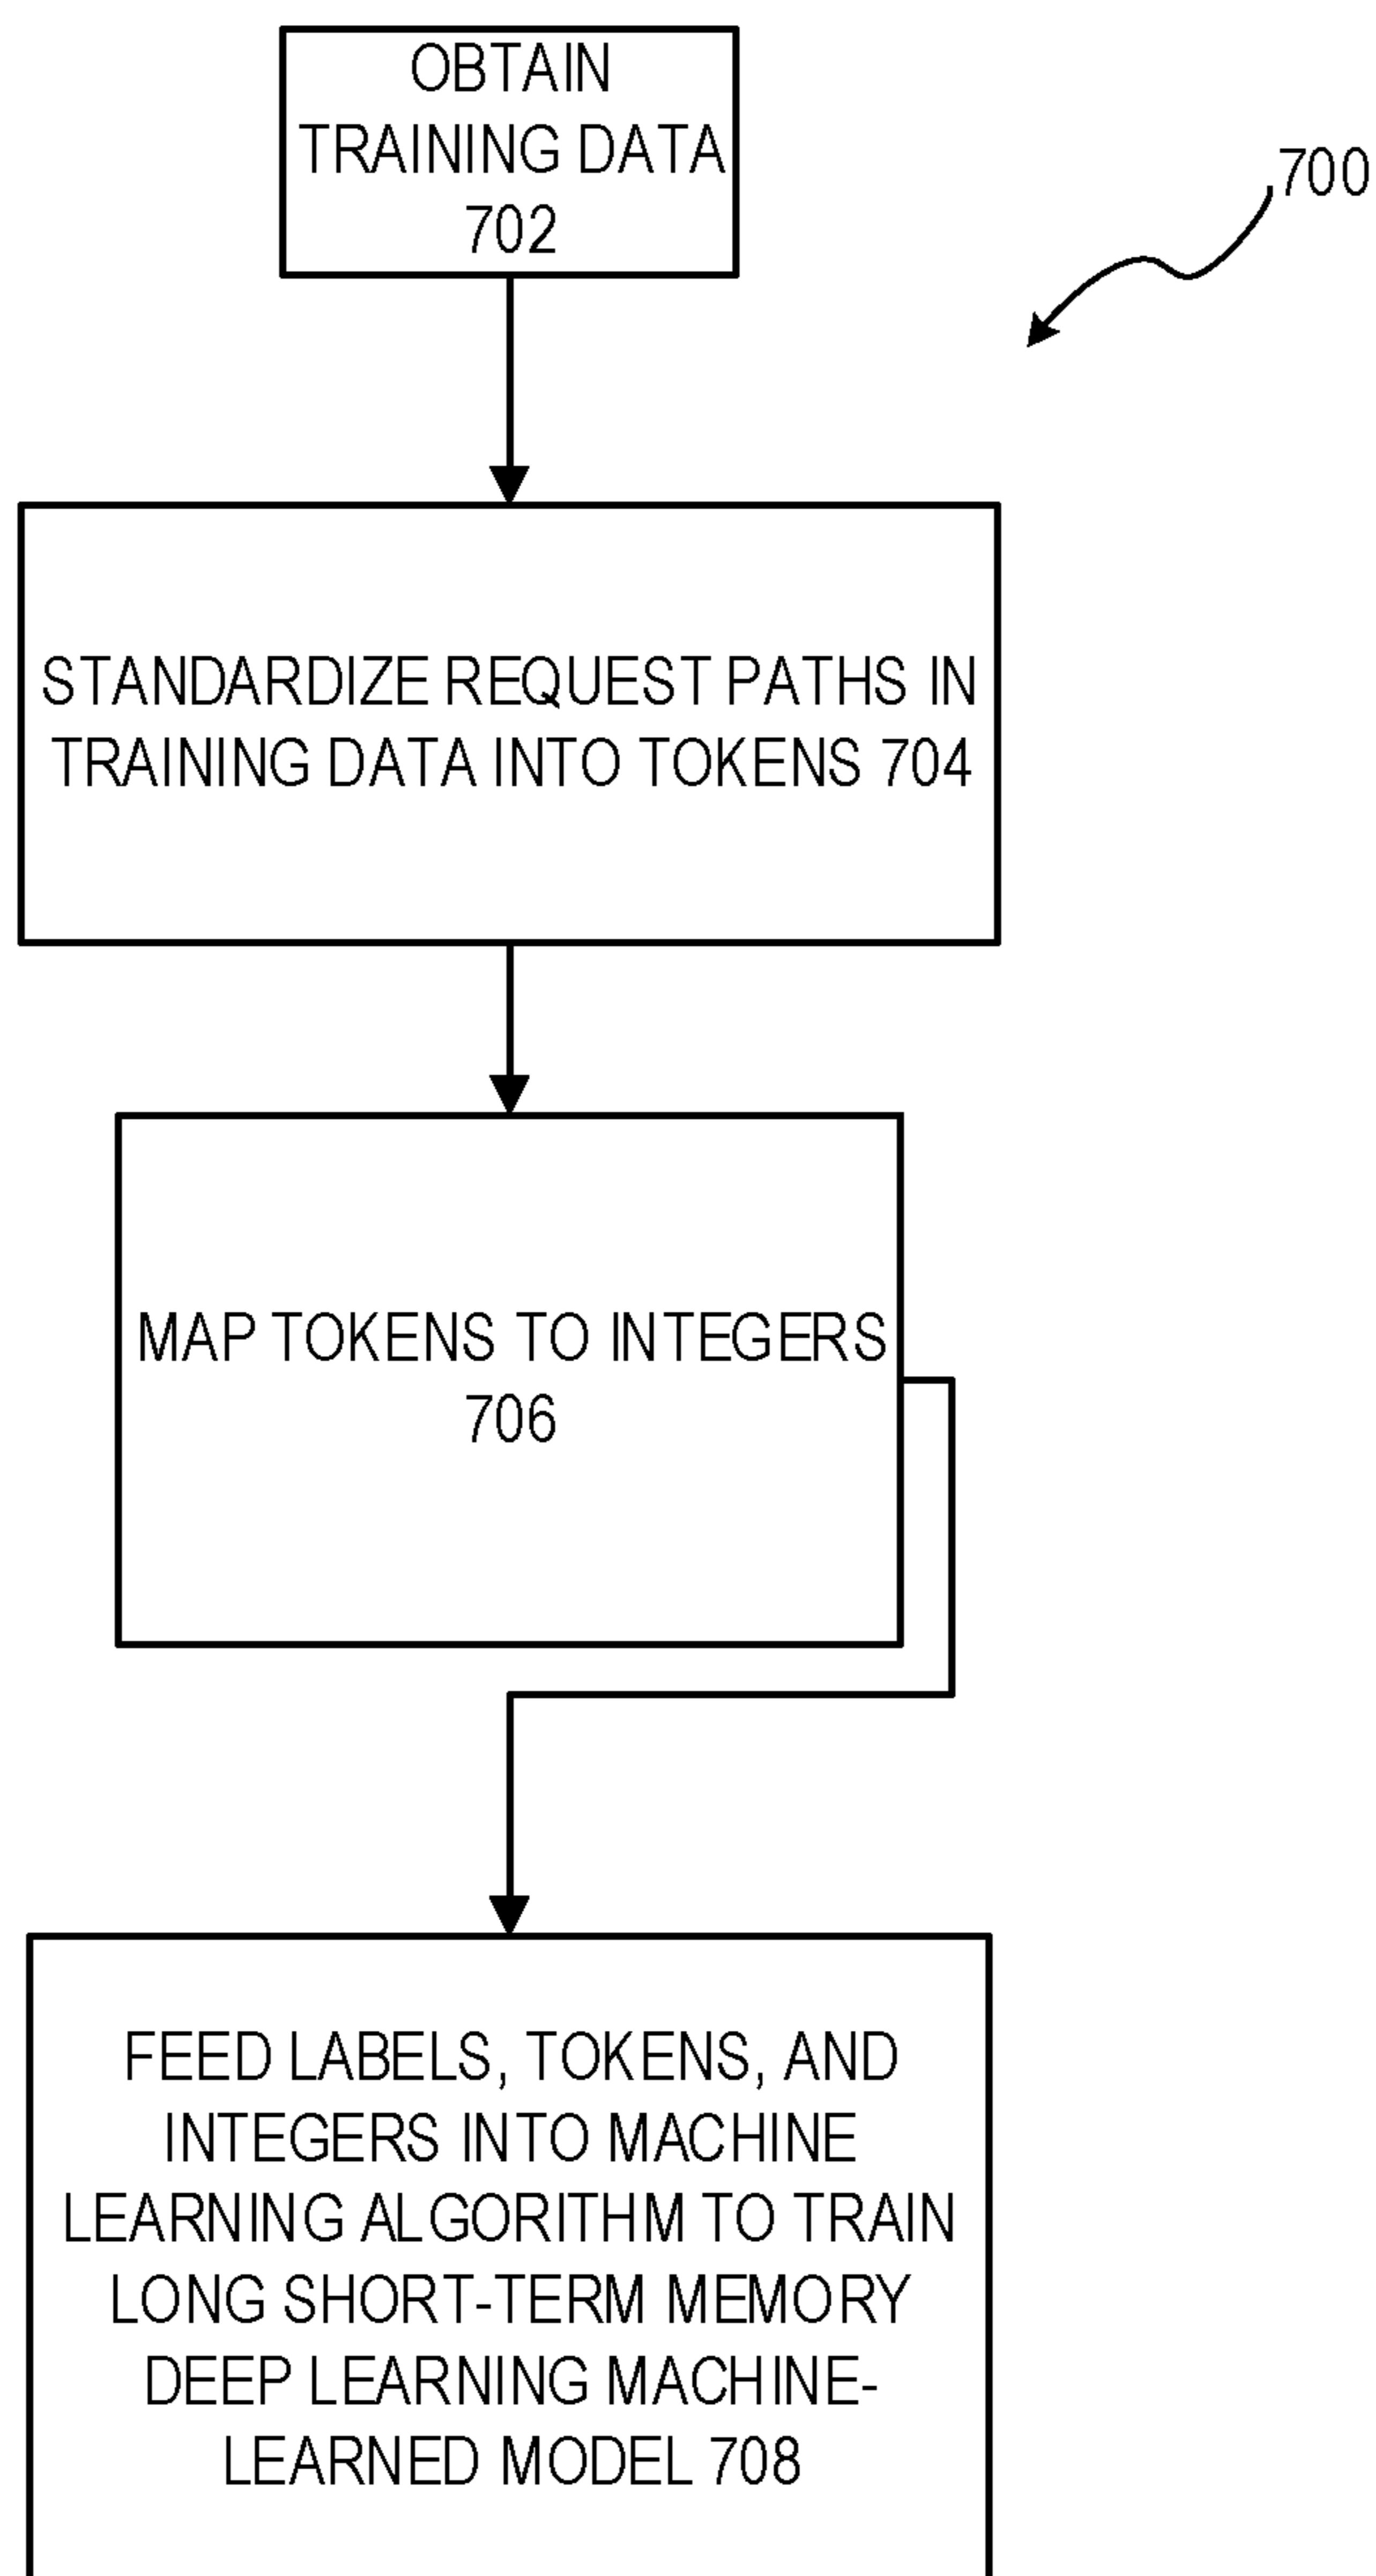 OBTAIN
TRAINING DATA
702
700
STANDARDIZE REQUEST PATHS IN
TRAINING DATA INTO TOKENS 704
MAP TOKENS TO INTEGERS
706
FEED LABELS, TOKENS, AND
INTEGERS INTO MACHINE
LEARNING ALGORITHM TO TRAIN
LONG SHORT-TERM MEMORY
DEEP LEARNING MACHINE-
LEARNED MODEL 708